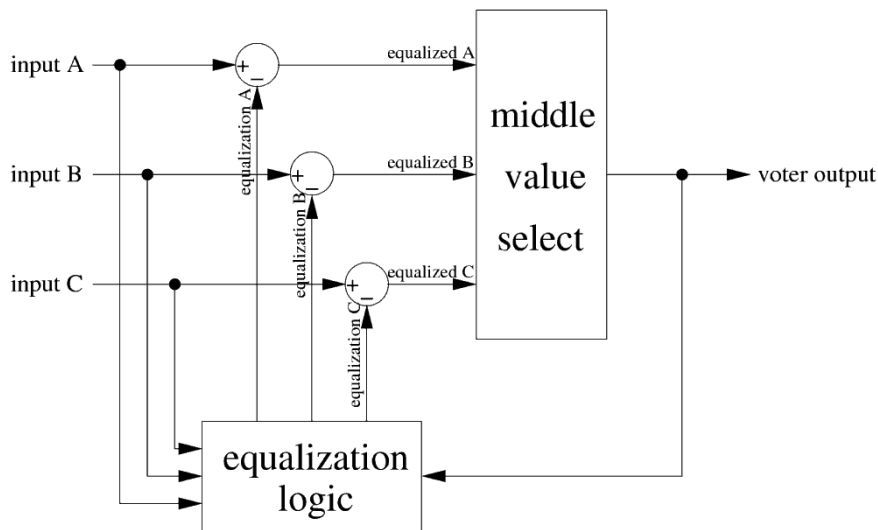 input A
+
−
equalized A
equalization A
middle
value
select
input B
+
−
equalized B
equalization B
voter output
input C
+
−
equalized C
equalization C
equalization
logic